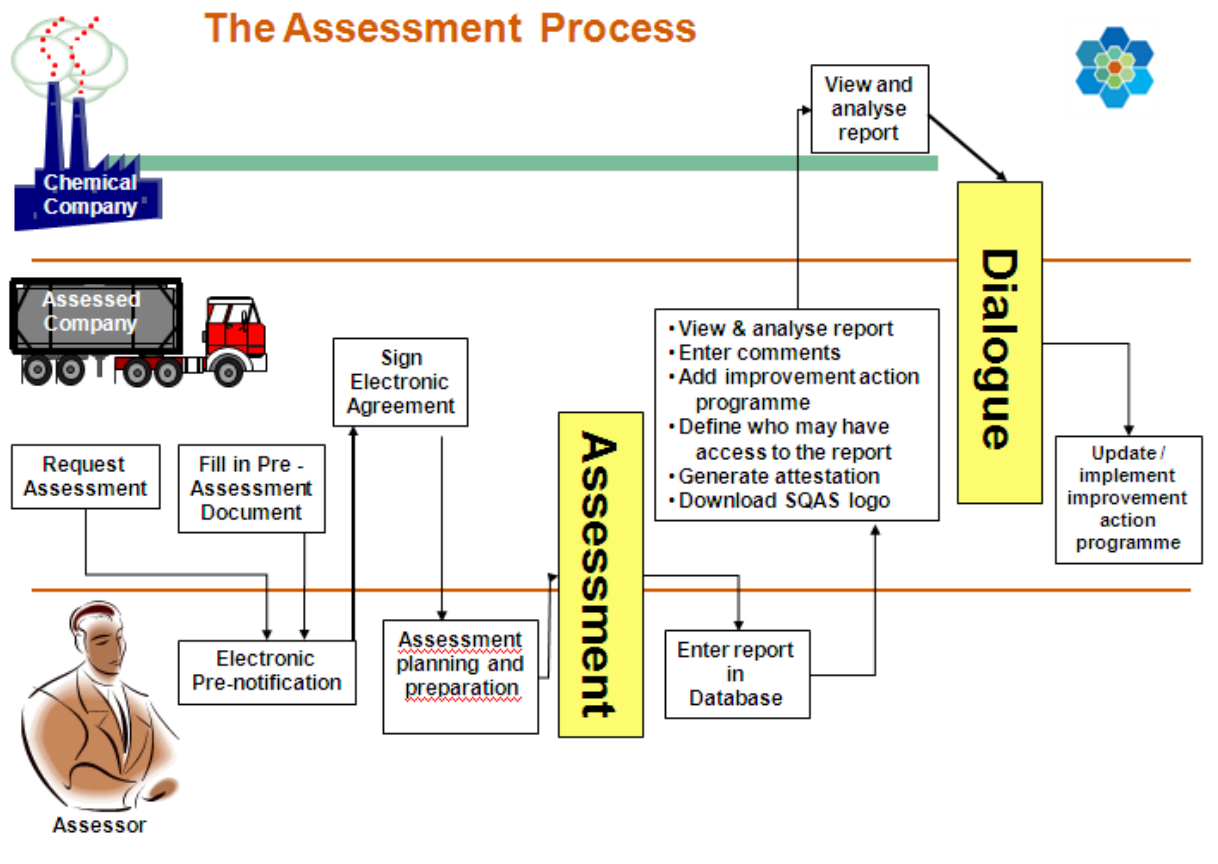 The Assessment Process
View and
analyse
report
Chemical
Company
Dialogue
Assessed
Company
• View & analyse report
• Enter comments
• Add improvement action
programme
• Define who may have
access to the report
• Generate attestation
• Download SQAS logo
Sign
Electronic
Agreement
Assessment
Request
Assessment
Fill in Pre -
Assessment
Document
Update /
implement
improvement
action
programme
Electronic
Pre-notification
Assessment
planning and
preparation
Enter report
in
Database
Assessor